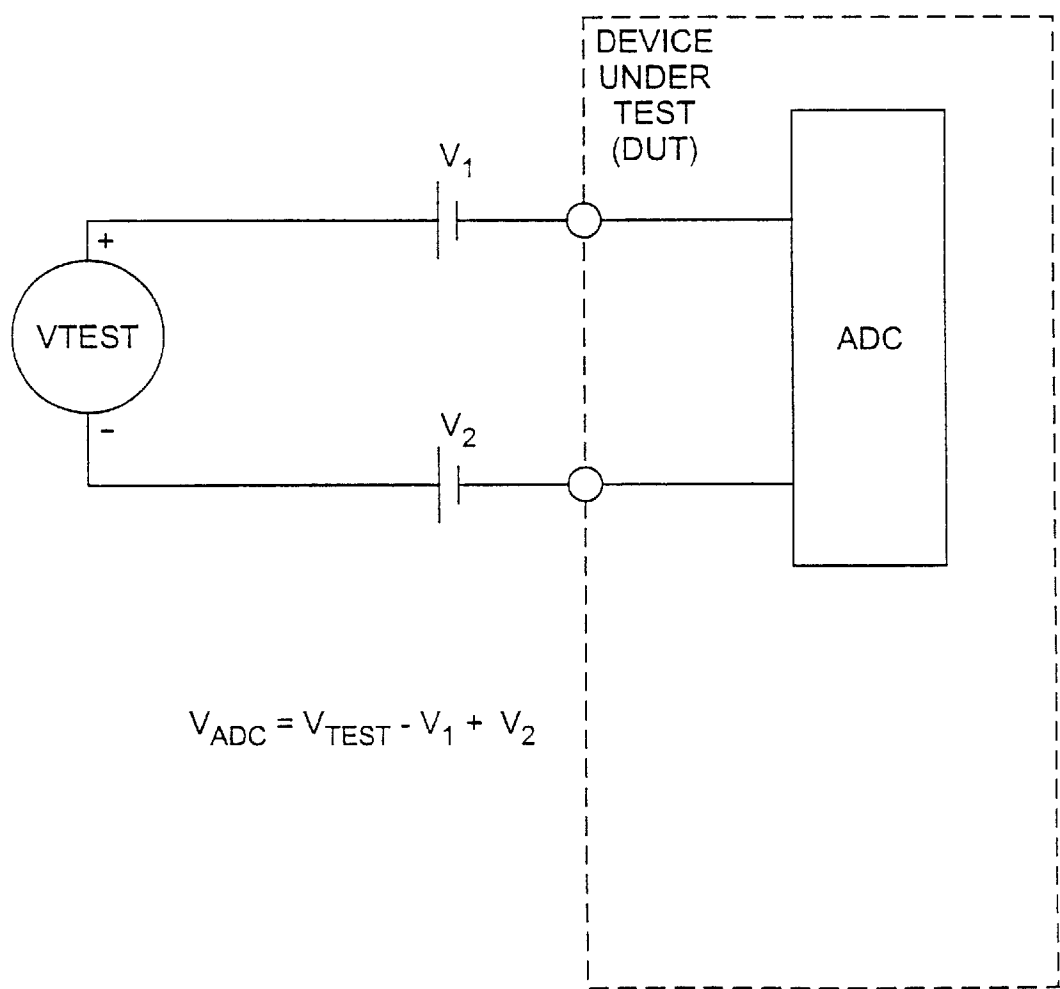 DEVICE
UNDER
TEST
(DUT)
V1
+
VTEST
ADC
-
V2
VADC = VTEST - V1 + V2